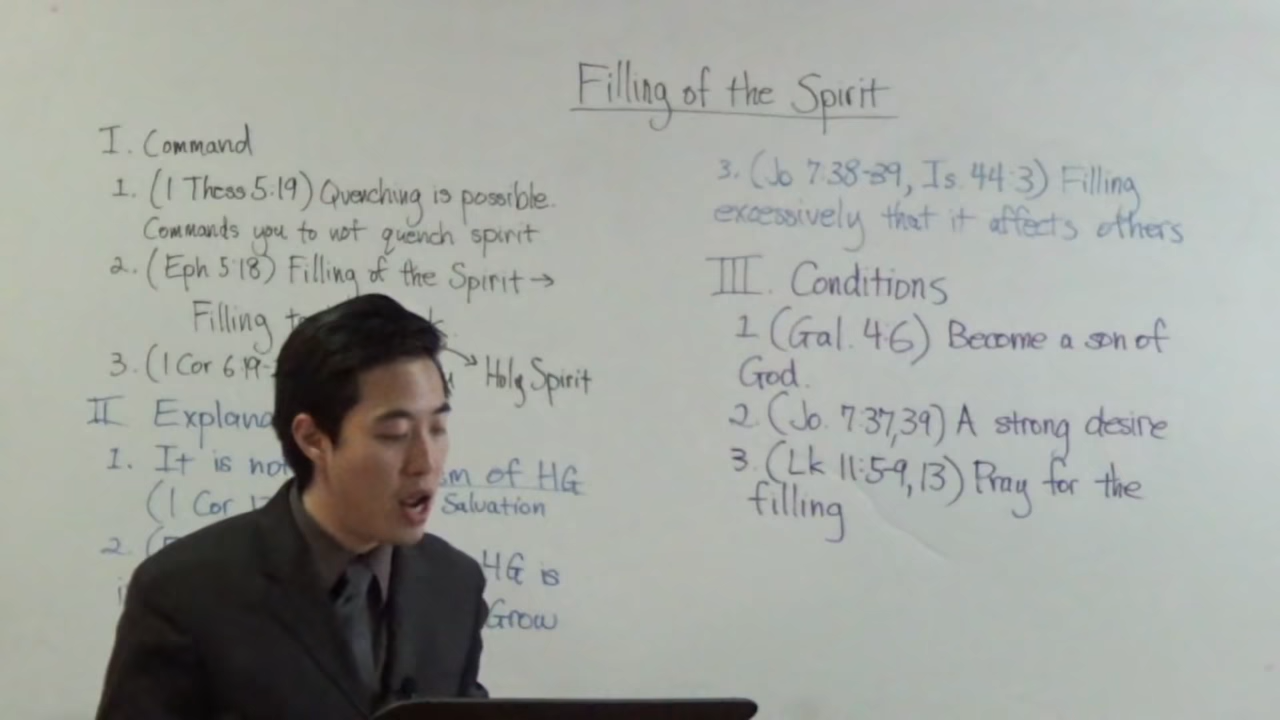 Filling of the Spirit
I. Command
1. (1 Thess 5:19) Quenching is possible.
Commands you to not quench spirit
2. (Eph 5:18) Filling of the Spirit →
Filling
3. (1 Cor 6:19-
→ Holy Spirit
II Explana
1. It is not sm of HG
(1 Cor 12 Salvation
2. ( HG is
Grow
3. (Jo 7:38-39, Is. 44:3) Filling
excessively that it affects others
III. Conditions
1 (Gal. 4:6) Become a son of
God.
2. (Jo. 7:37,39) A strong desire
3. (Lk 11:5-9, 13) Pray for the
filling